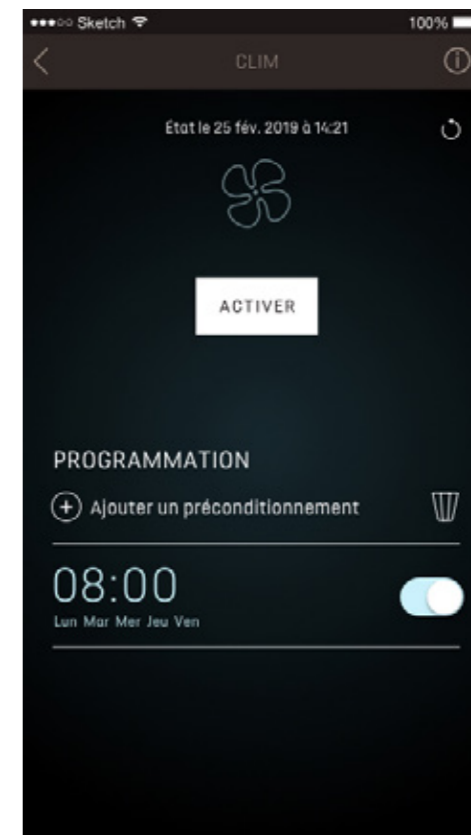 Sketch 100%
CLIM
État le 25 fév. 2019 à 14:21
ACTIVER
PROGRAMMATION
Ajouter un préconditionnement
08:00
Lun Mar Mer Jeu Ven